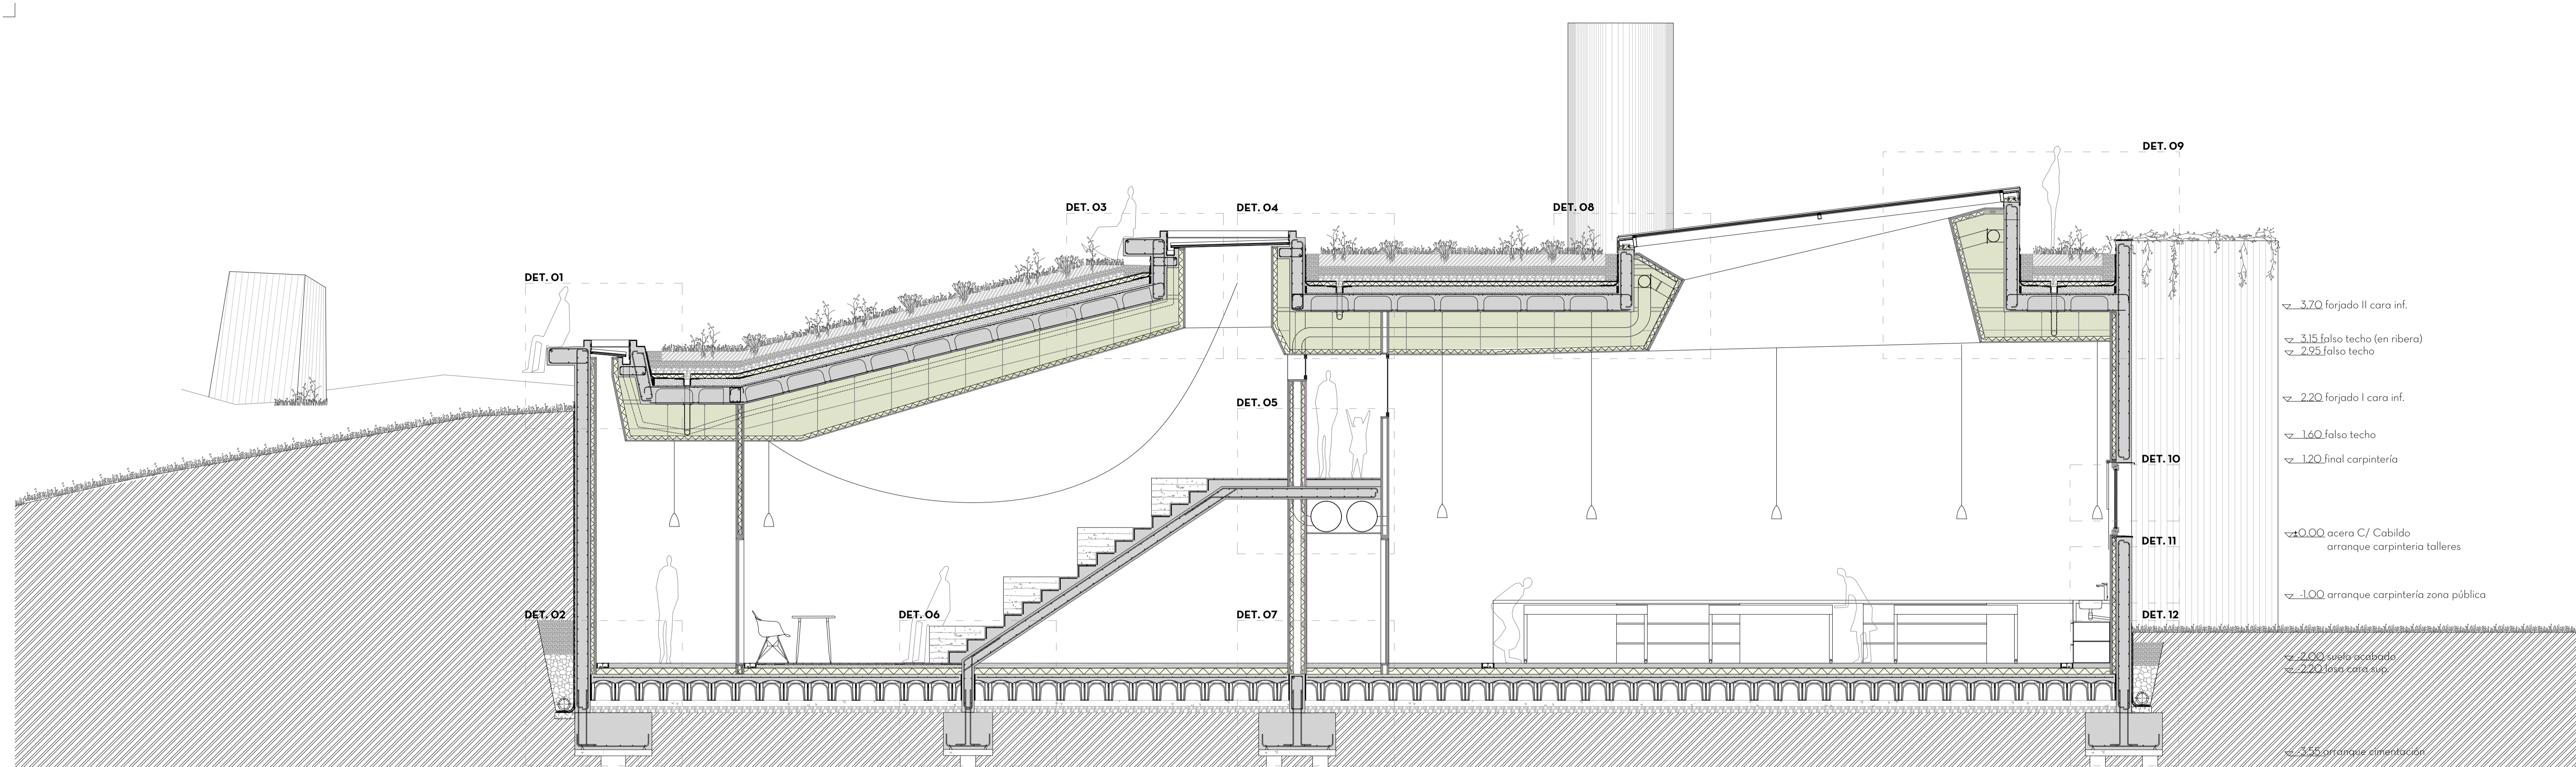 DET. 09
DET. 03
DET. 04
DET. 08
DET. 01
3.70 forjado II cara inf.
3.15 falso techo (en ribera)
2.95 falso techo
2.20 forjado I cara inf.
DET. 05
1.60 falso techo
1.20 final carpintería
DET. 10
±0.00 acera C/ Cabildo
arranque carpinteria talleres
DET. 11
-1.00 arranque carpintería zona pública
DET. 02
DET. 06
DET. 07
DET. 12
-2.00 suelo acabado
-2.20 losa cara sup.
-3.55 arranque cimentación